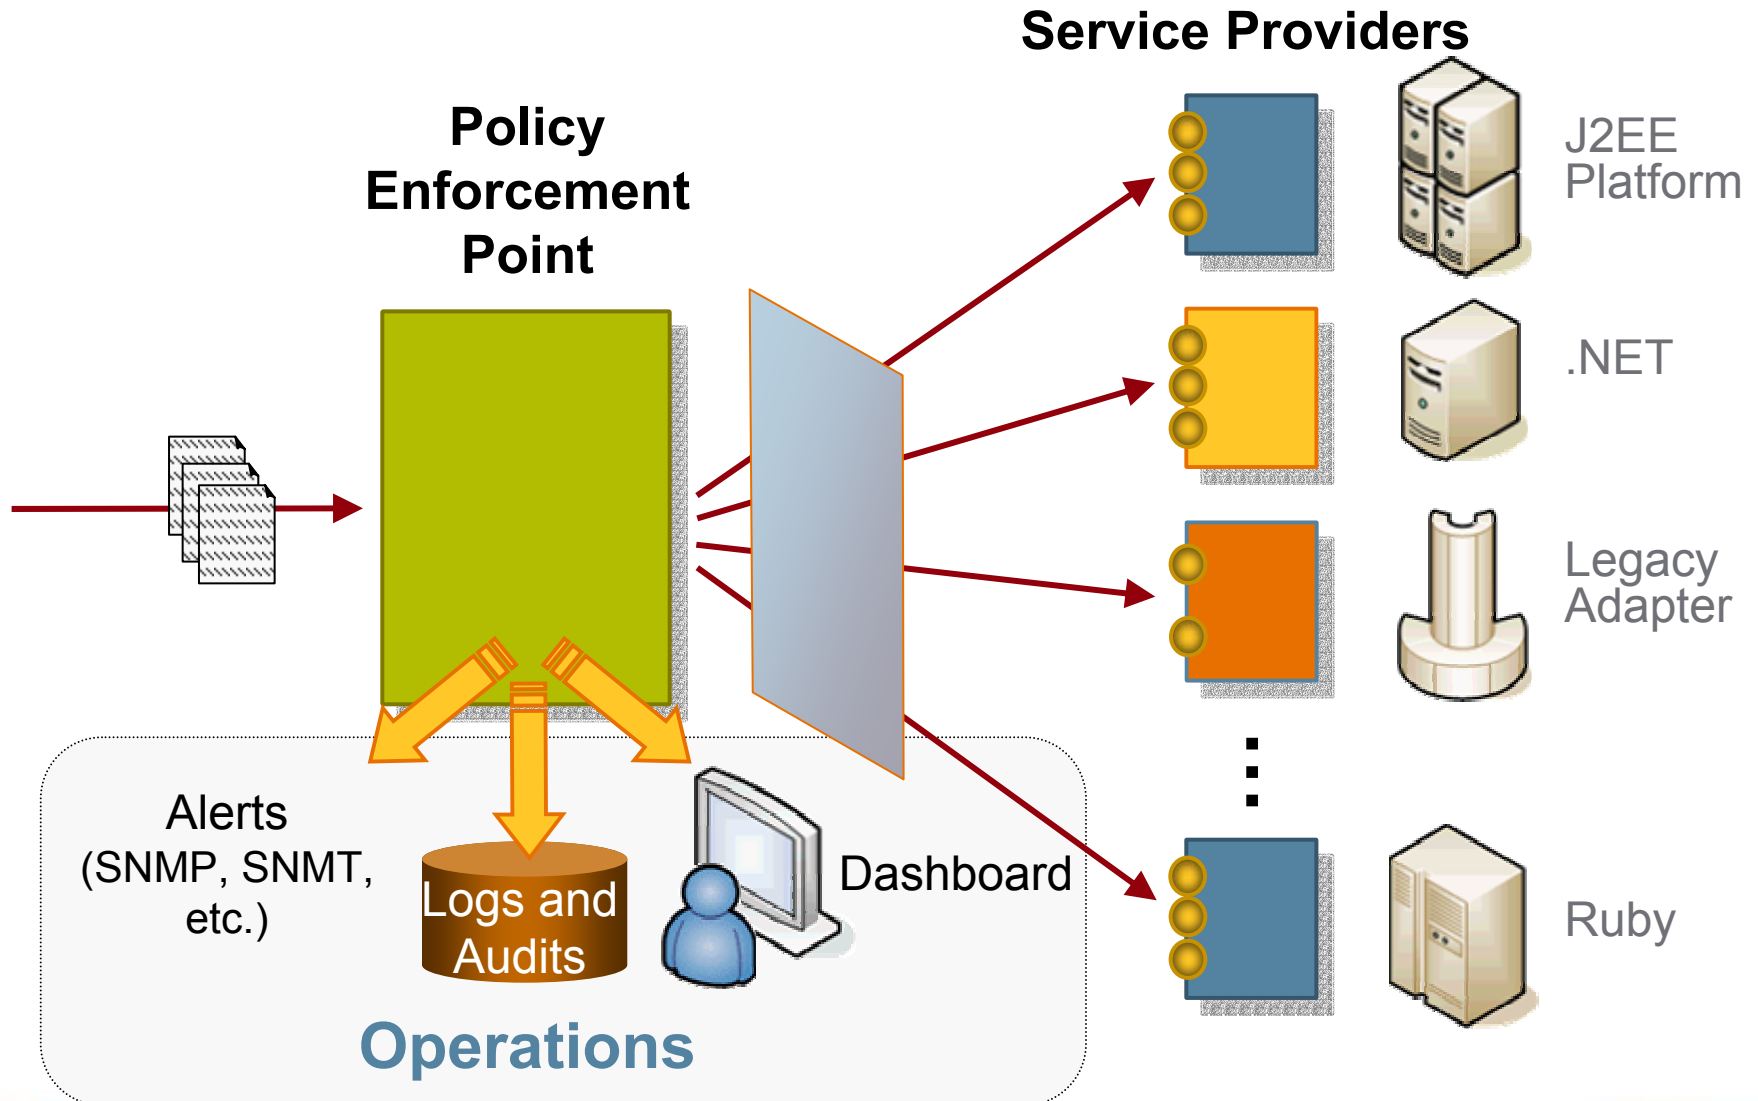 Service Providers
Policy
Enforcement
Point
J2EE
Platform
.NET
Legacy
Adapter
Ruby
Alerts
(SNMP, SNMT,
etc.)
Logs and
Audits
Dashboard
Operations